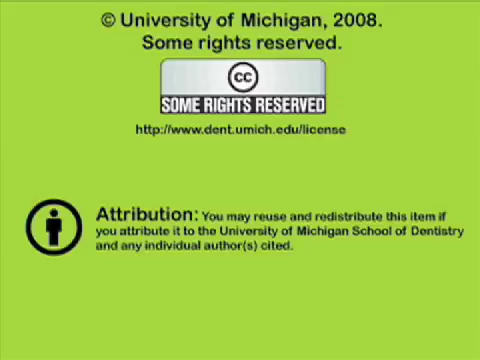 © University of Michigan, 2008.
Some rights reserved.
cc
SOME RIGHTS RESERVED
http://www.dent.umich.edu/license
Attribution: You may reuse and redistribute this item if
you attribute it to the University of Michigan School of Dentistry
and any individual author(s) cited.